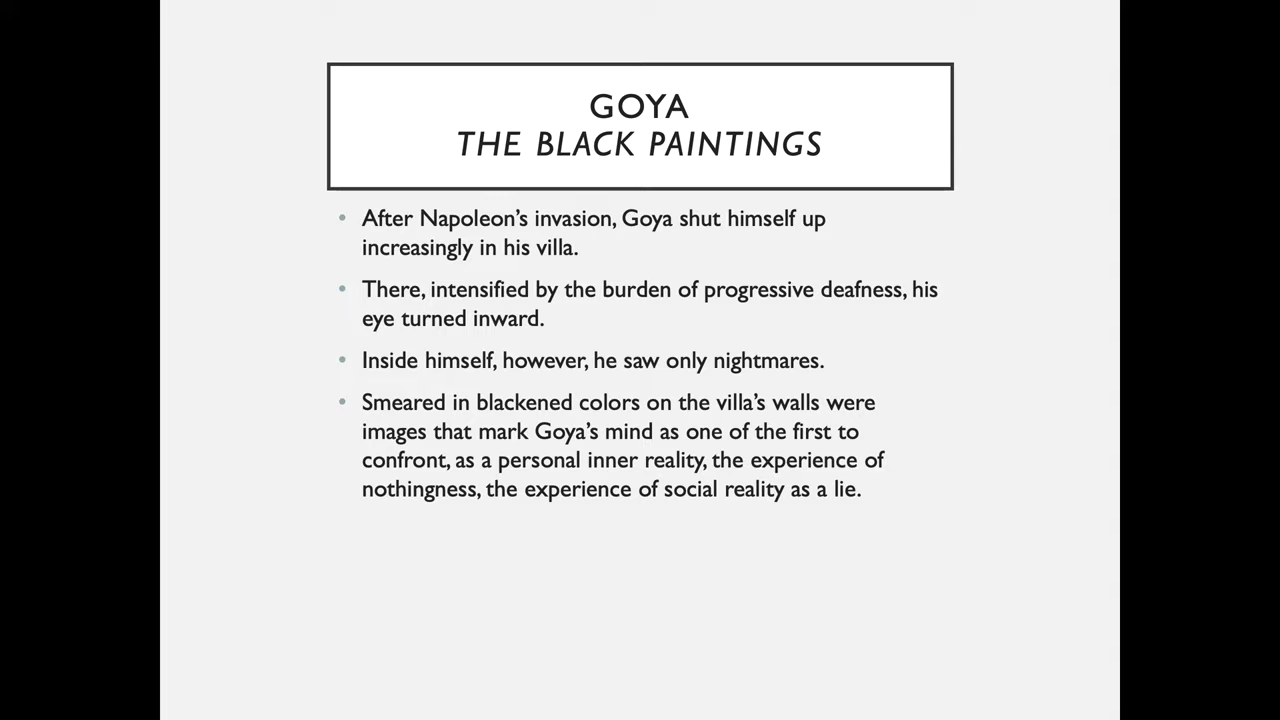 GOYA
THE BLACK PAINTINGS
• After Napoleon’s invasion, Goya shut himself up
increasingly in his villa.
• There, intensified by the burden of progressive deafness, his
eye turned inward.
• Inside himself, however, he saw only nightmares.
• Smeared in blackened colors on the villa’s walls were
images that mark Goya’s mind as one of the first to
confront, as a personal inner reality, the experience of
nothingness, the experience of social reality as a lie.